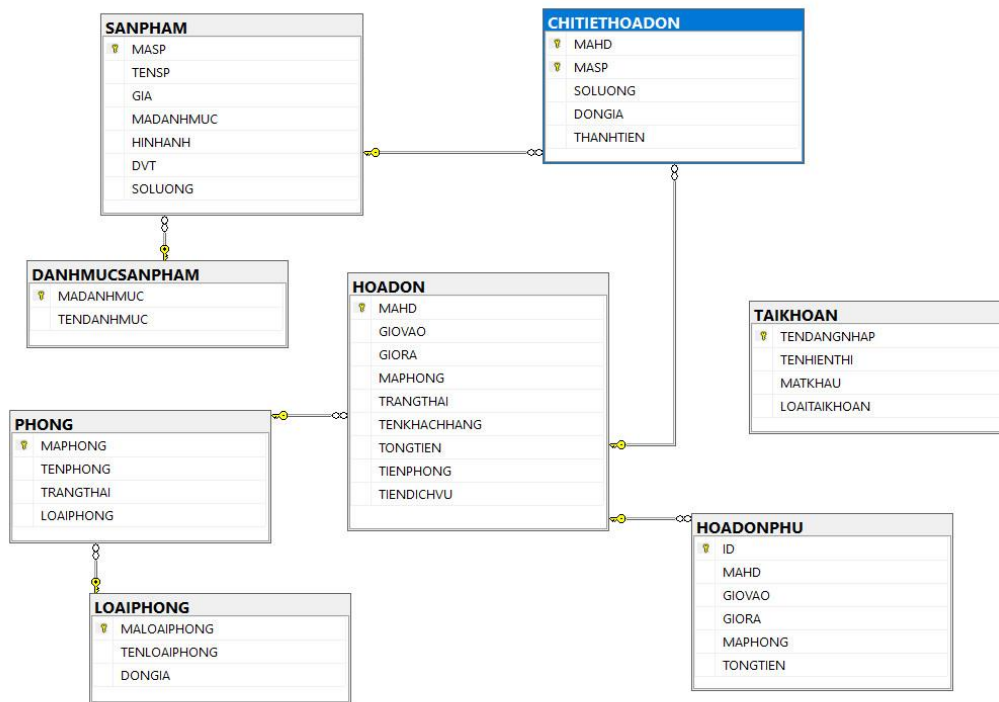 SANPHAM
MASP
TENSP
GIA
MADANHMUC
HINHANH
DVT
SOLUONG
CHITIETHOADON
MAHD
MASP
SOLUONG
DONGIA
THANHTIEN
DANHMUCSANPHAM
MADANHMUC
TENDANHMUC
HOADON
MAHD
GIOVAO
GIORA
MAPHONG
TRANGTHAI
TENKHACHHANG
TONGTIEN
TIENPHONG
TIENDICHVU
TAIKHOAN
TENDANGNHAP
TENHIENTHI
MATKHAU
LOAITAIKHOAN
PHONG
MAPHONG
TENPHONG
TRANGTHAI
LOAIPHONG
HOADONPHU
ID
MAHD
GIOVAO
GIORA
MAPHONG
TONGTIEN
LOAIPHONG
MALOAIPHONG
TENLOAIPHONG
DONGIA